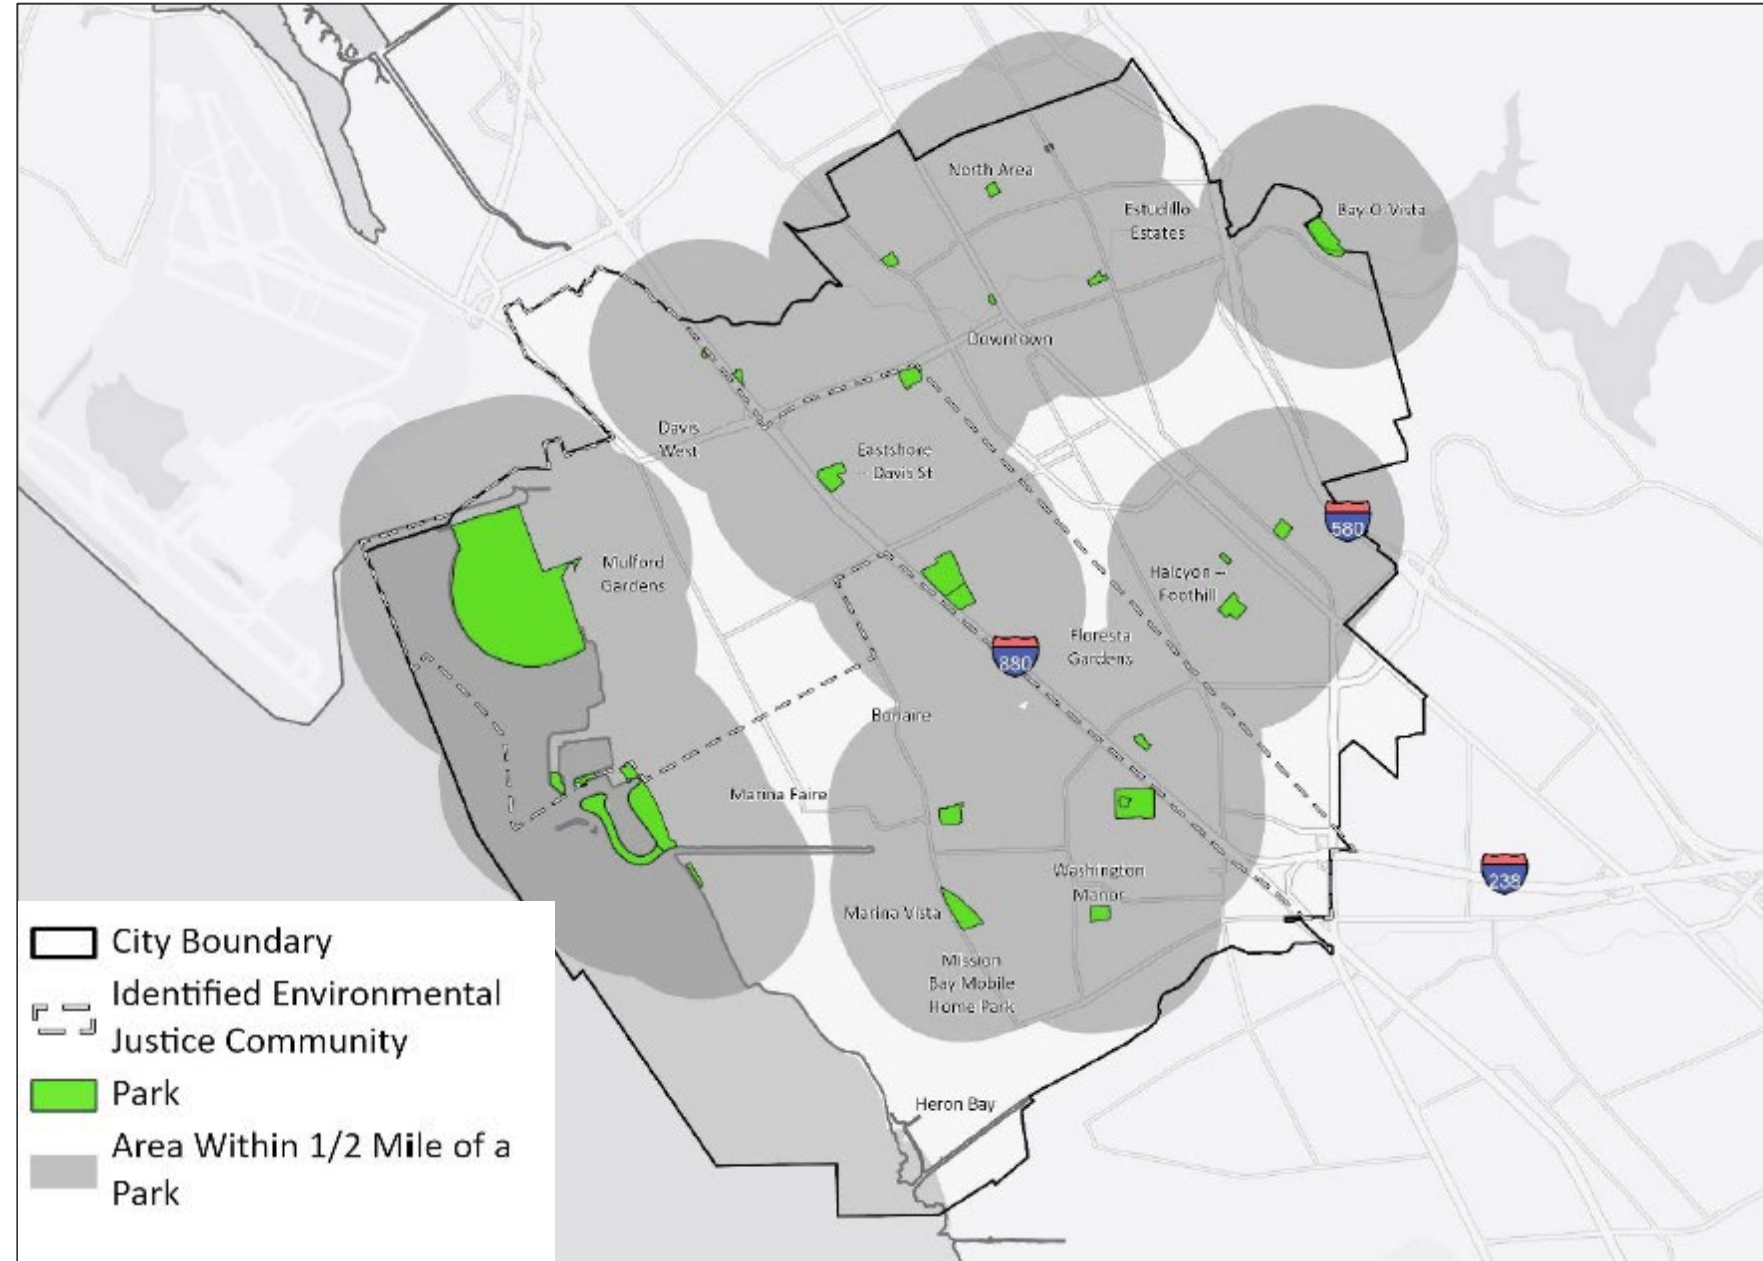 North Area
Estudillo
Estates
Bay-O-Vista
Downtown
Davis
West
Eastshore
– Davis St
580
Mulford
Gardens
Halcyon –
Foothill
Floresta
Gardens
880
Bonaire
Marina Faire
Washington
Manor
238
Marina Vista
Mission
Bay Mobile
Home Park
Heron Bay
City Boundary
Identified Environmental
Justice Community
Park
Area Within 1/2 Mile of a
Park